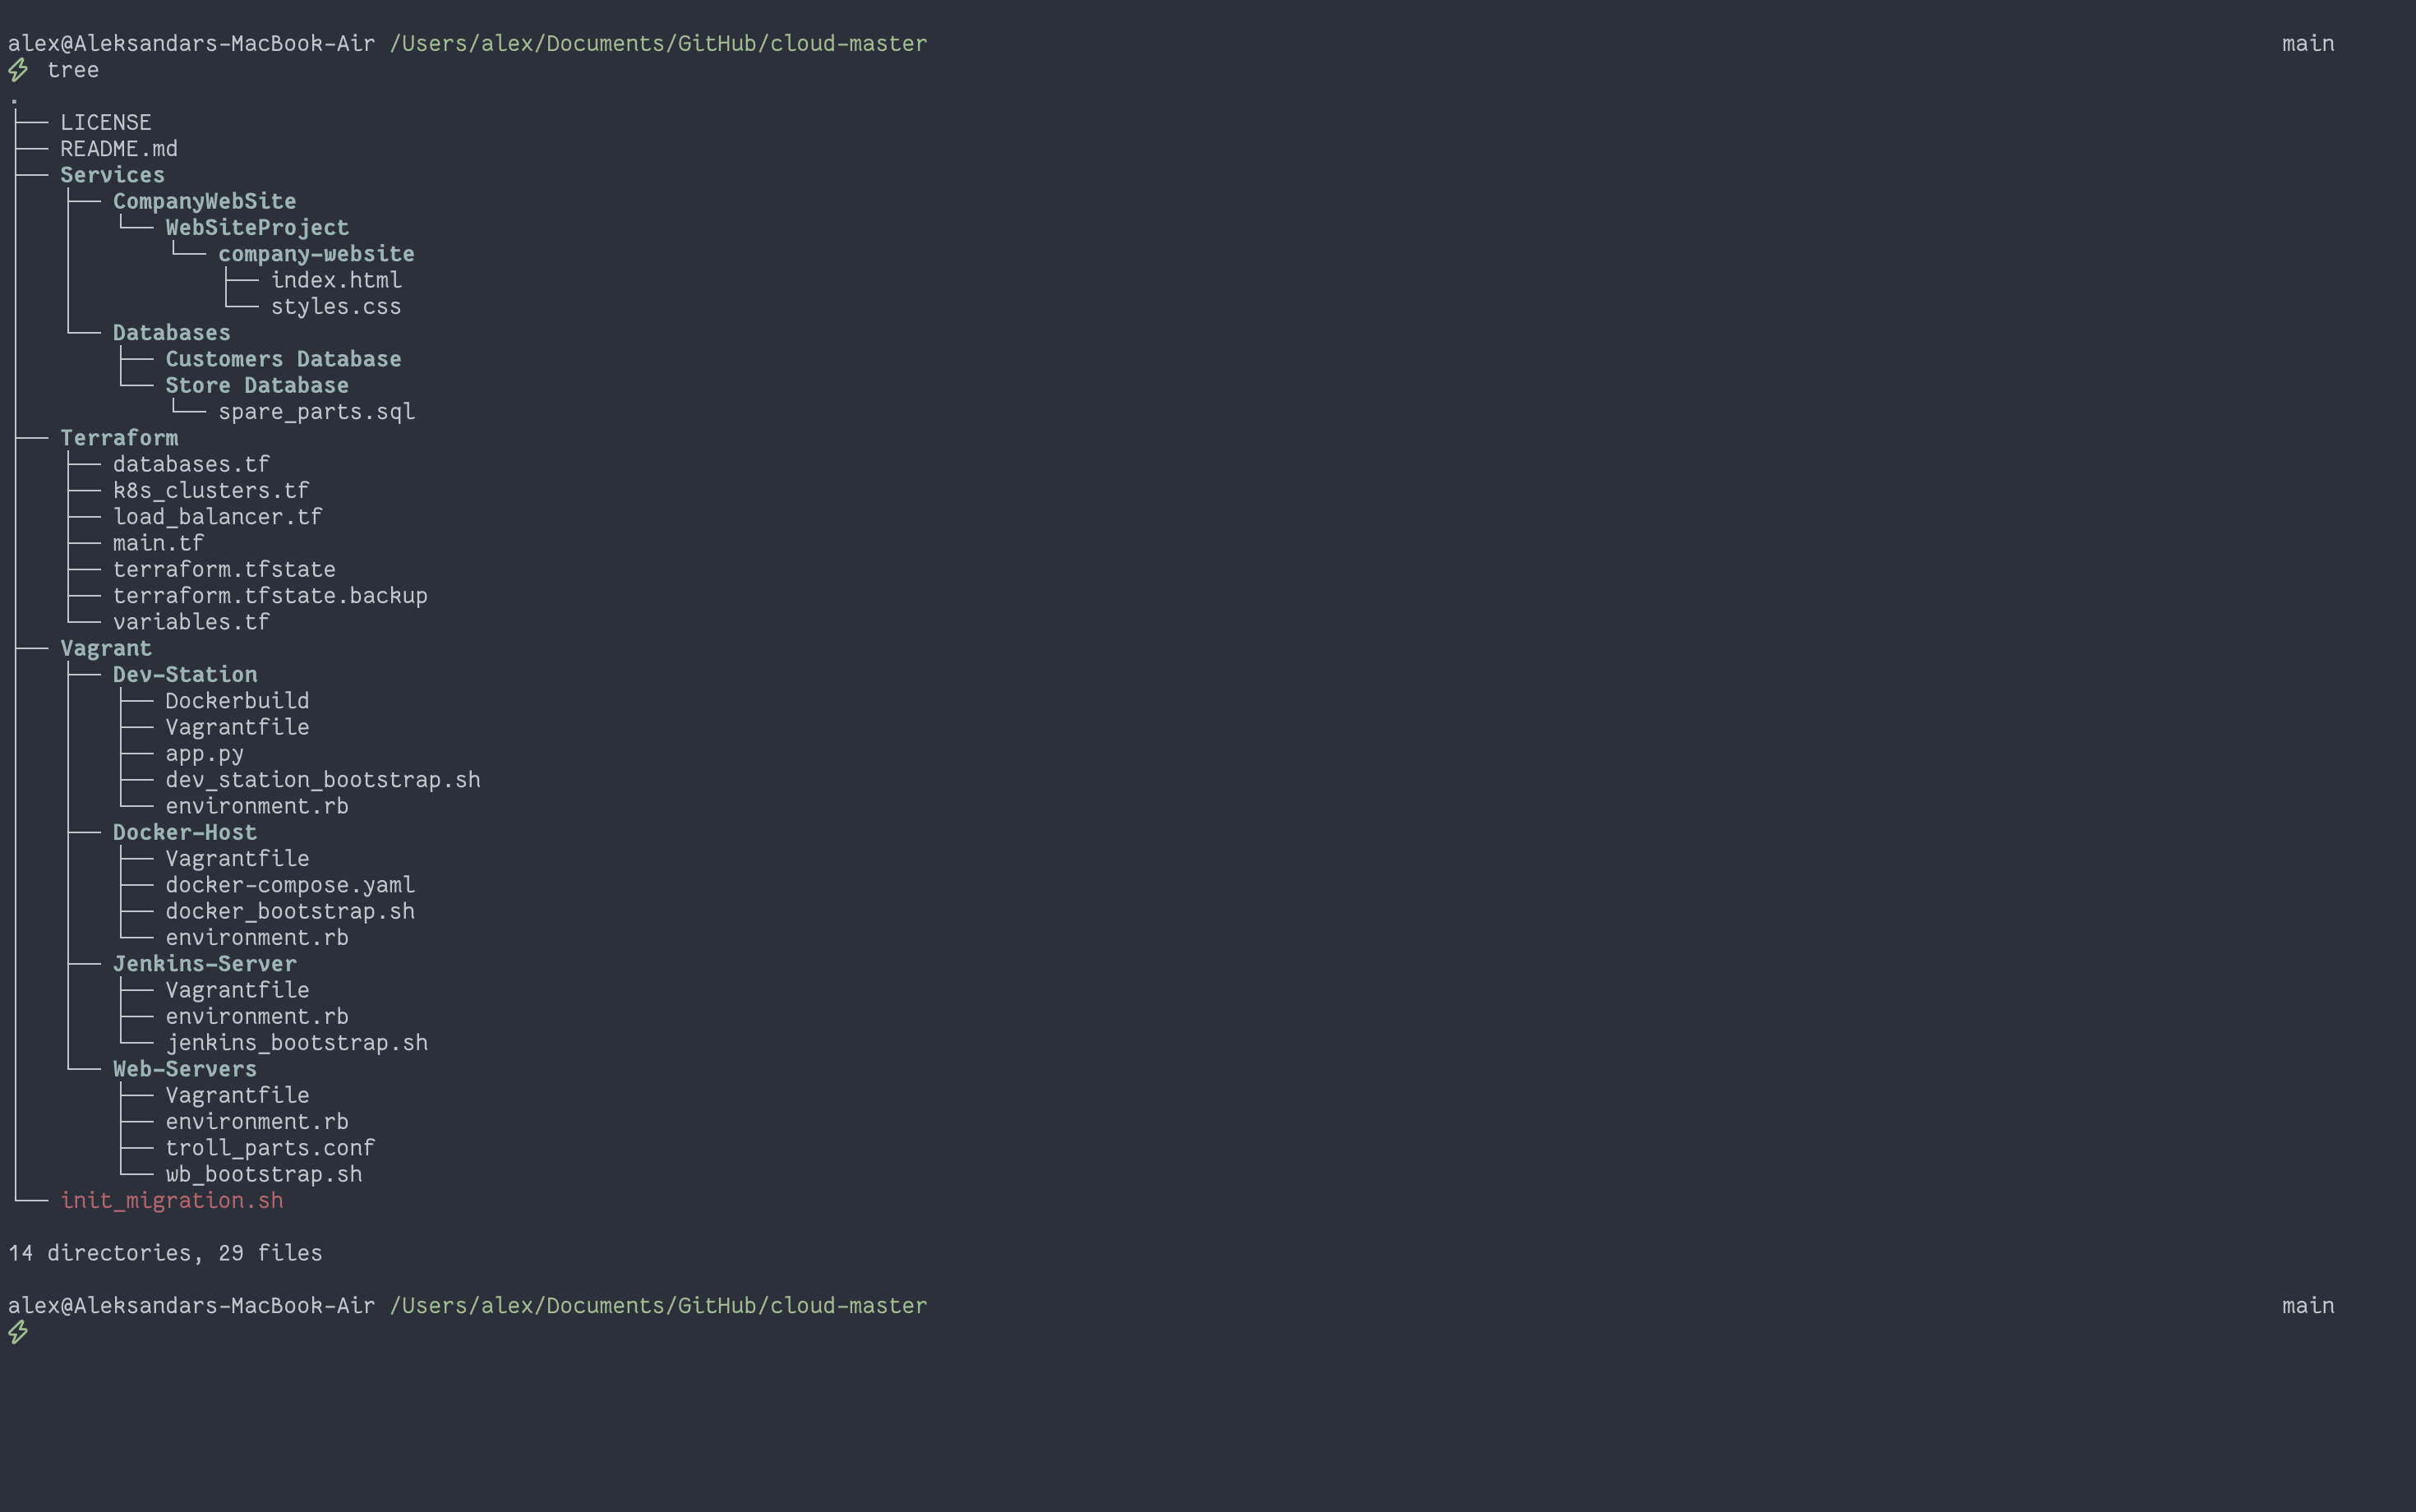 alex@Aleksandars-MacBook-Air /Users/alex/Documents/GitHub/cloud-master main
tree
.
├── LICENSE
├── README.md
├── Services
│   ├── CompanyWebSite
│   │   └── WebSiteProject
│   │       └── company-website
│   │           ├── index.html
│   │           └── styles.css
│   └── Databases
│       ├── Customers Database
│       └── Store Database
│           └── spare_parts.sql
├── Terraform
│   ├── databases.tf
│   ├── k8s_clusters.tf
│   ├── load_balancer.tf
│   ├── main.tf
│   ├── terraform.tfstate
│   ├── terraform.tfstate.backup
│   └── variables.tf
├── Vagrant
│   ├── Dev-Station
│   │   ├── Dockerbuild
│   │   ├── Vagrantfile
│   │   ├── app.py
│   │   ├── dev_station_bootstrap.sh
│   │   └── environment.rb
│   ├── Docker-Host
│   │   ├── Vagrantfile
│   │   ├── docker-compose.yaml
│   │   ├── docker_bootstrap.sh
│   │   └── environment.rb
│   ├── Jenkins-Server
│   │   ├── Vagrantfile
│   │   ├── environment.rb
│   │   └── jenkins_bootstrap.sh
│   └── Web-Servers
│       ├── Vagrantfile
│       ├── environment.rb
│       ├── troll_parts.conf
│       └── wb_bootstrap.sh
└── init_migration.sh
14 directories, 29 files
alex@Aleksandars-MacBook-Air /Users/alex/Documents/GitHub/cloud-master main